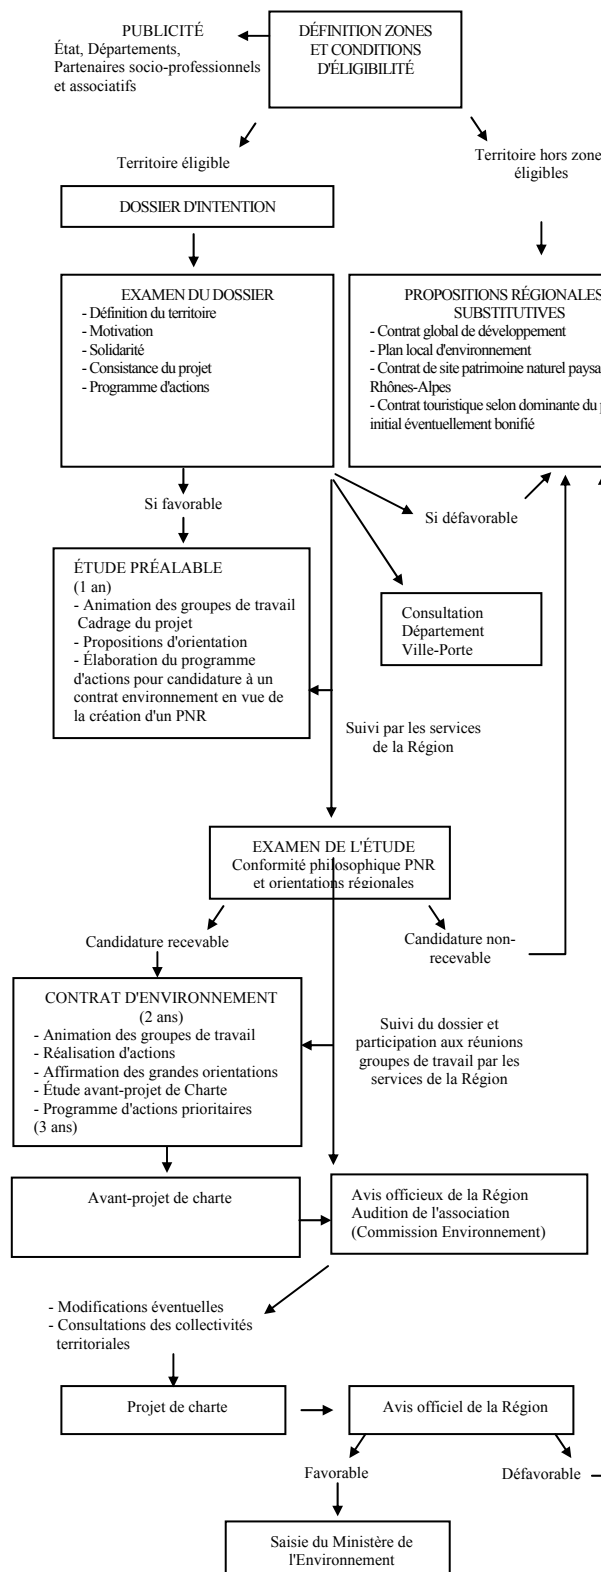 PUBLICITÉ
État, Départements,
Partenaires socio-professionnels
et associatifs
DÉFINITION ZONES
ET CONDITIONS
D'ÉLIGIBILITÉ
Territoire éligible
Territoire hors zone
éligibles
DOSSIER D'INTENTION
EXAMEN DU DOSSIER
- Définition du territoire
- Motivation
- Solidarité
- Consistance du projet
- Programme d'actions
PROPOSITIONS RÉGIONALES
SUBSTITUTIVES
- Contrat global de développement
- Plan local d'environnement
- Contrat de site patrimoine naturel paysa
Rhônes-Alpes
- Contrat touristique selon dominante du p
initial éventuellement bonifié
Si favorable
Si défavorable
ÉTUDE PRÉALABLE
(1 an)
- Animation des groupes de travail
Cadrage du projet
- Propositions d'orientation
- Élaboration du programme
d'actions pour candidature à un
contrat environnement en vue de
la création d'un PNR
Consultation
Département
Ville-Porte
Suivi par les services
de la Région
EXAMEN DE L'ÉTUDE
Conformité philosophique PNR
et orientations régionales
Candidature recevable
Candidature non-
recevable
CONTRAT D'ENVIRONNEMENT
(2 ans)
- Animation des groupes de travail
- Réalisation d'actions
- Affirmation des grandes orientations
- Étude avant-projet de Charte
- Programme d'actions prioritaires
(3 ans)
Suivi du dossier et
participation aux réunions
groupes de travail par les
services de la Région
Avant-projet de charte
Avis officieux de la Région
Audition de l'association
(Commission Environnement)
- Modifications éventuelles
- Consultations des collectivités
territoriales
Projet de charte
Avis officiel de la Région
Favorable
Défavorable
Saisie du Ministère de
l'Environnement